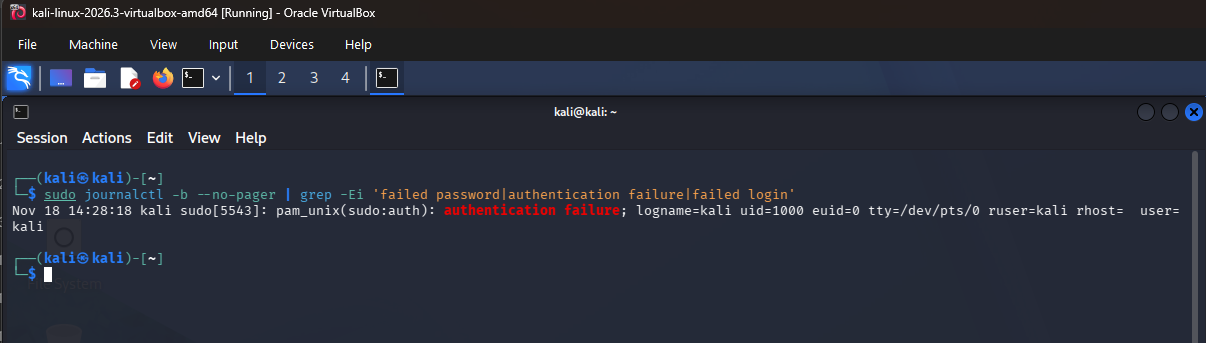 kali-linux-2026.3-virtualbox-amd64 [Running] - Oracle VirtualBox
File Machine View Input Devices Help
1 2 3 4
kali@kali: ~
Session Actions Edit View Help
┌──(kali㉿kali)-[~]
└─$ sudo journalctl -b --no-pager | grep -Ei 'failed password|authentication failure|failed login'
Nov 18 14:28:18 kali sudo[5543]: pam_unix(sudo:auth): authentication failure; logname=kali uid=1000 euid=0 tty=/dev/pts/0 ruser=kali rhost=  user=
kali
┌──(kali㉿kali)-[~]
└─$
File System